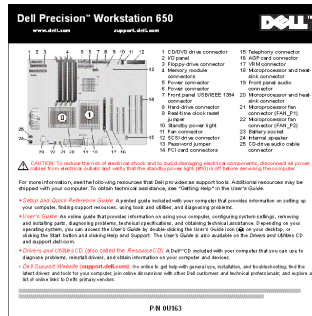 Dell Precision™ Workstation 650
DELL™
www.dell.com support.dell.com
1 CD/DVD drive connector
2 I/O panel
3 Floppy-drive connector
4 Memory module
connectors
5 Power connector
6 Power connector
7 Front panel USB/IEEE 1394
connector
8 Hard-drive connector
9 Real-time clock reset
jumper
10 Standby power light
11 Fan connector
12 SCSI drive connector
13 Password jumper
14 PCI card connectors
15 Telephony connector
16 AGP card connector
17 VRM connector
18 Microprocessor and heat-
sink connector
19 Front panel audio
connector
20 Microprocessor and heat-
sink connector
21 Microprocessor fan
connector (FAN_P1)
22 Microprocessor fan
connector (FAN_P2)
23 Battery socket
24 Internal speaker
25 CD-drive audio cable
connector
CAUTION: To reduce the risk of electrical shock and to avoid damaging electronic components, disconnect all power
cables from electrical outlets and verify that the standby power light is off before servicing the computer.
For more information, see the following resources that Dell provides as support tools. Additional resources may be
shipped with your computer. To obtain technical assistance, see "Getting Help" in the User's Guide.
• Setup and Quick Reference Guide: A printed guide included with your computer that provides information on setting up
your computer, finding support resources, using tools and utilities, and diagnosing problems.
• User's Guide: An online guide providing information on using your computer, configuring system settings, removing
and installing parts, diagnosing problems, technical specifications, and obtaining technical assistance. Depending on your
operating system, you can access the User's Guide by double-clicking the User's Guide icon ( ) on your desktop, or
clicking the Start button and clicking Help and Support. The User's Guide is also available on the Drivers and Utilities CD
and support.dell.com.
• Drivers and Utilities CD (also called the Resource CD): A Dell™ CD included with your computer that you can use to
diagnose problems, reinstall drivers, and obtain information on your computer and devices.
• Dell Support Website (support.dell.com): Go online to get help with general use, installation, and troubleshooting; find the
latest drivers and tools for your computer; join online discussions with other Dell customers and technical professionals; and explore a
list of online links to Dell's primary vendors.
P/N 0U163